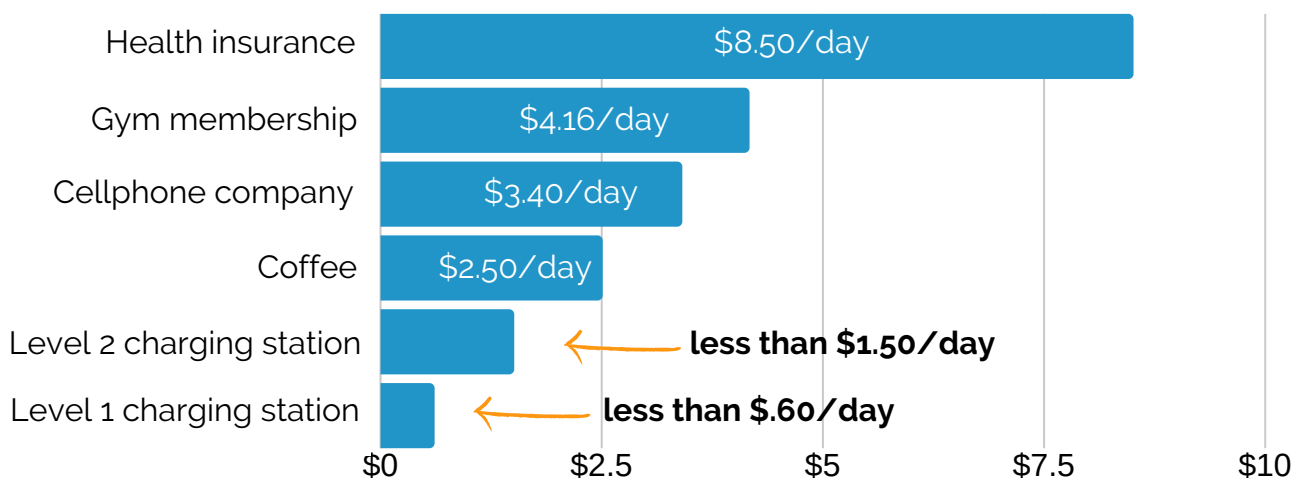 Health insurance $8.50/day
Gym membership $4.16/day
Cellphone company $3.40/day
Coffee $2.50/day
Level 2 charging station less than $1.50/day
Level 1 charging station less than $.60/day
$0 $2.5 $5 $7.5 $10